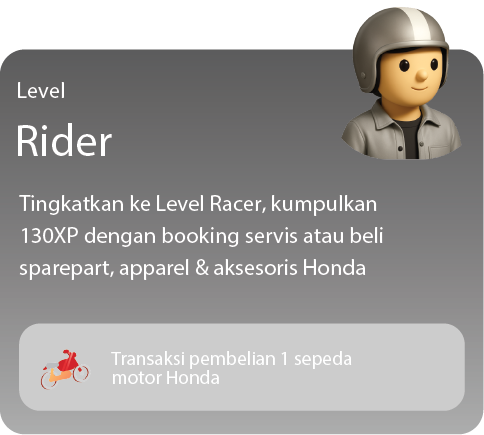 Level
Rider
Tingkatkan ke Level Racer, kumpulkan
130XP dengan booking servis atau beli
sparepart, apparel & aksesoris Honda
Transaksi pembelian 1 sepeda
motor Honda